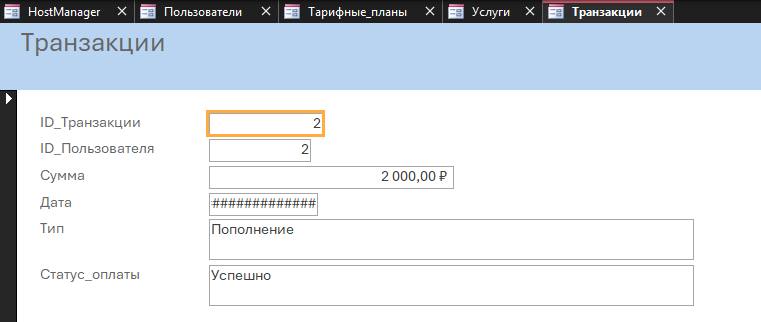 HostManager Пользователи Тарифные_планы Услуги Транзакции
Транзакции
ID_Транзакции 2
ID_Пользователя 2
Сумма 2 000,00 ₽
Дата #############
Тип Пополнение
Статус_оплаты Успешно